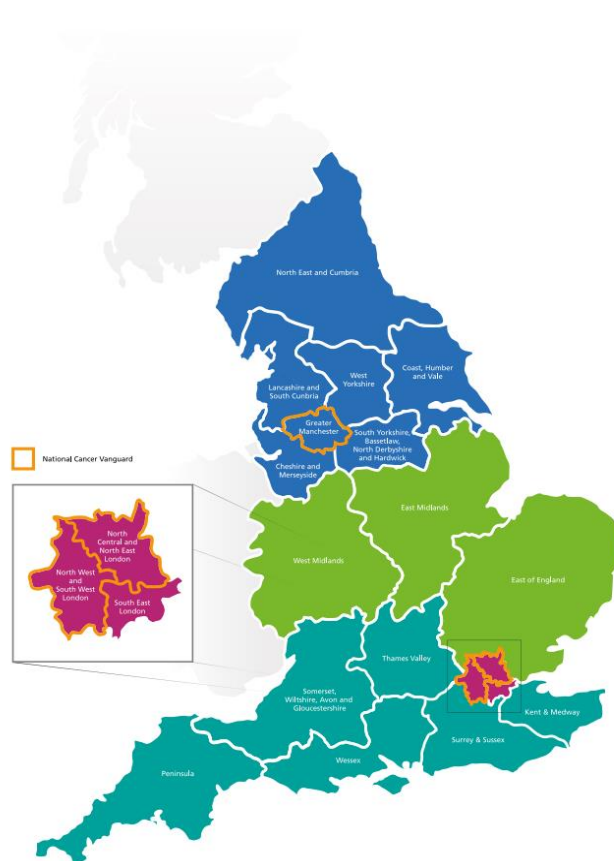 North East and Cumbria
Coast, Humber
and Vale
West
Yorkshire
Lancashire and
South Cunbria
Greater
Manchester
South Yorkshire,
Bassetlaw,
North Derbyshire
and Hardwick
Cheshire and
Merseyside
National Cancer Vanguard
North
Central and
North East
London
North West
and
South West
London
South East
London
East Midlands
West Midlands
East of England
Thames Valley
Somerset,
Wiltshire, Avon and
Gloucestershire
Kent & Medway
Surrey & Sussex
Wessex
Peninsula